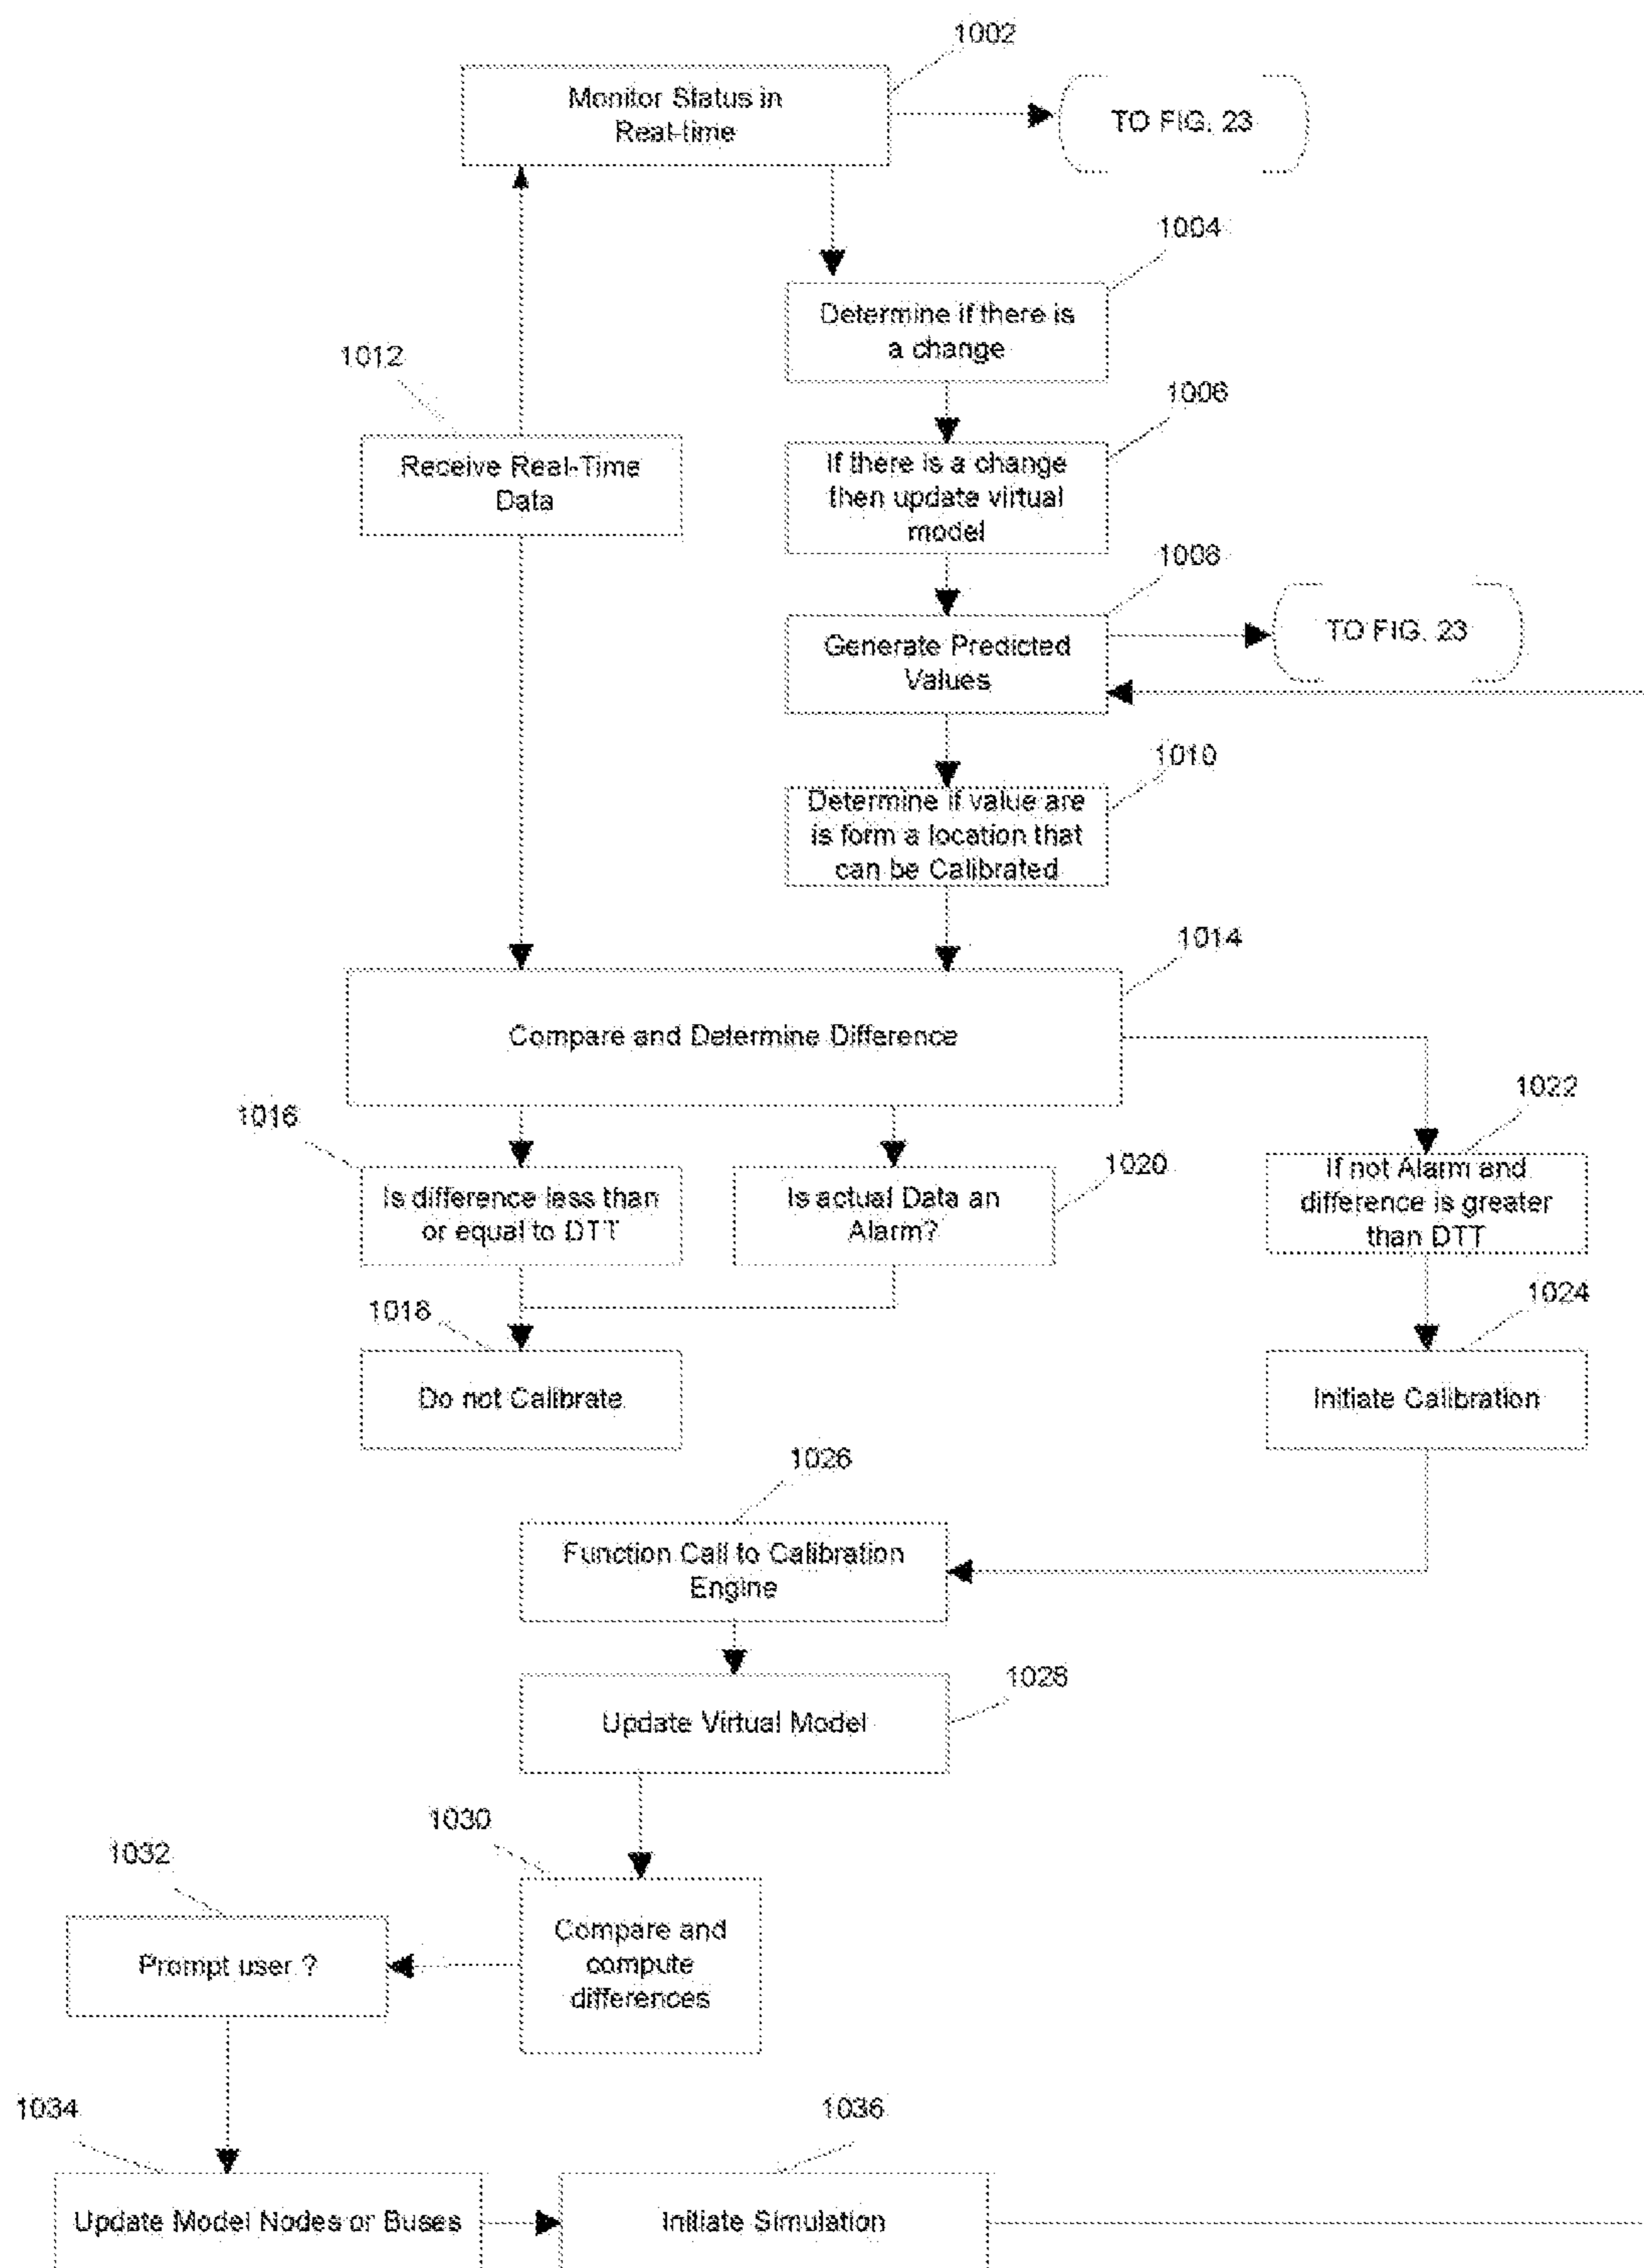 1002
Monitor Status in
Real-time
TO FIG. 23
1004
Determine if there is
a change
1012
1006
Receive Real-Time
Data
If there is a change
then update virtual
model
1008
Generate Predicted
Values
TO FIG. 23
1010
Determine if value are
is form a location that
can be Calibrated
1014
Compare and Determine Difference
1016
1022
Is difference less than
or equal to DTT
Is actual Data an
Alarm?
1020
If not Alarm and
difference is greater
than DTT
1018
1024
Do not Calibrate
Initiate Calibration
1026
Function Call to Calibration
Engine
1028
Update Virtual Model
1030
1032
Compare and
compute
differences
Prompt user ?
1034
1036
Update Model Nodes or Buses
Initiate Simulation